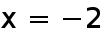 x = −2